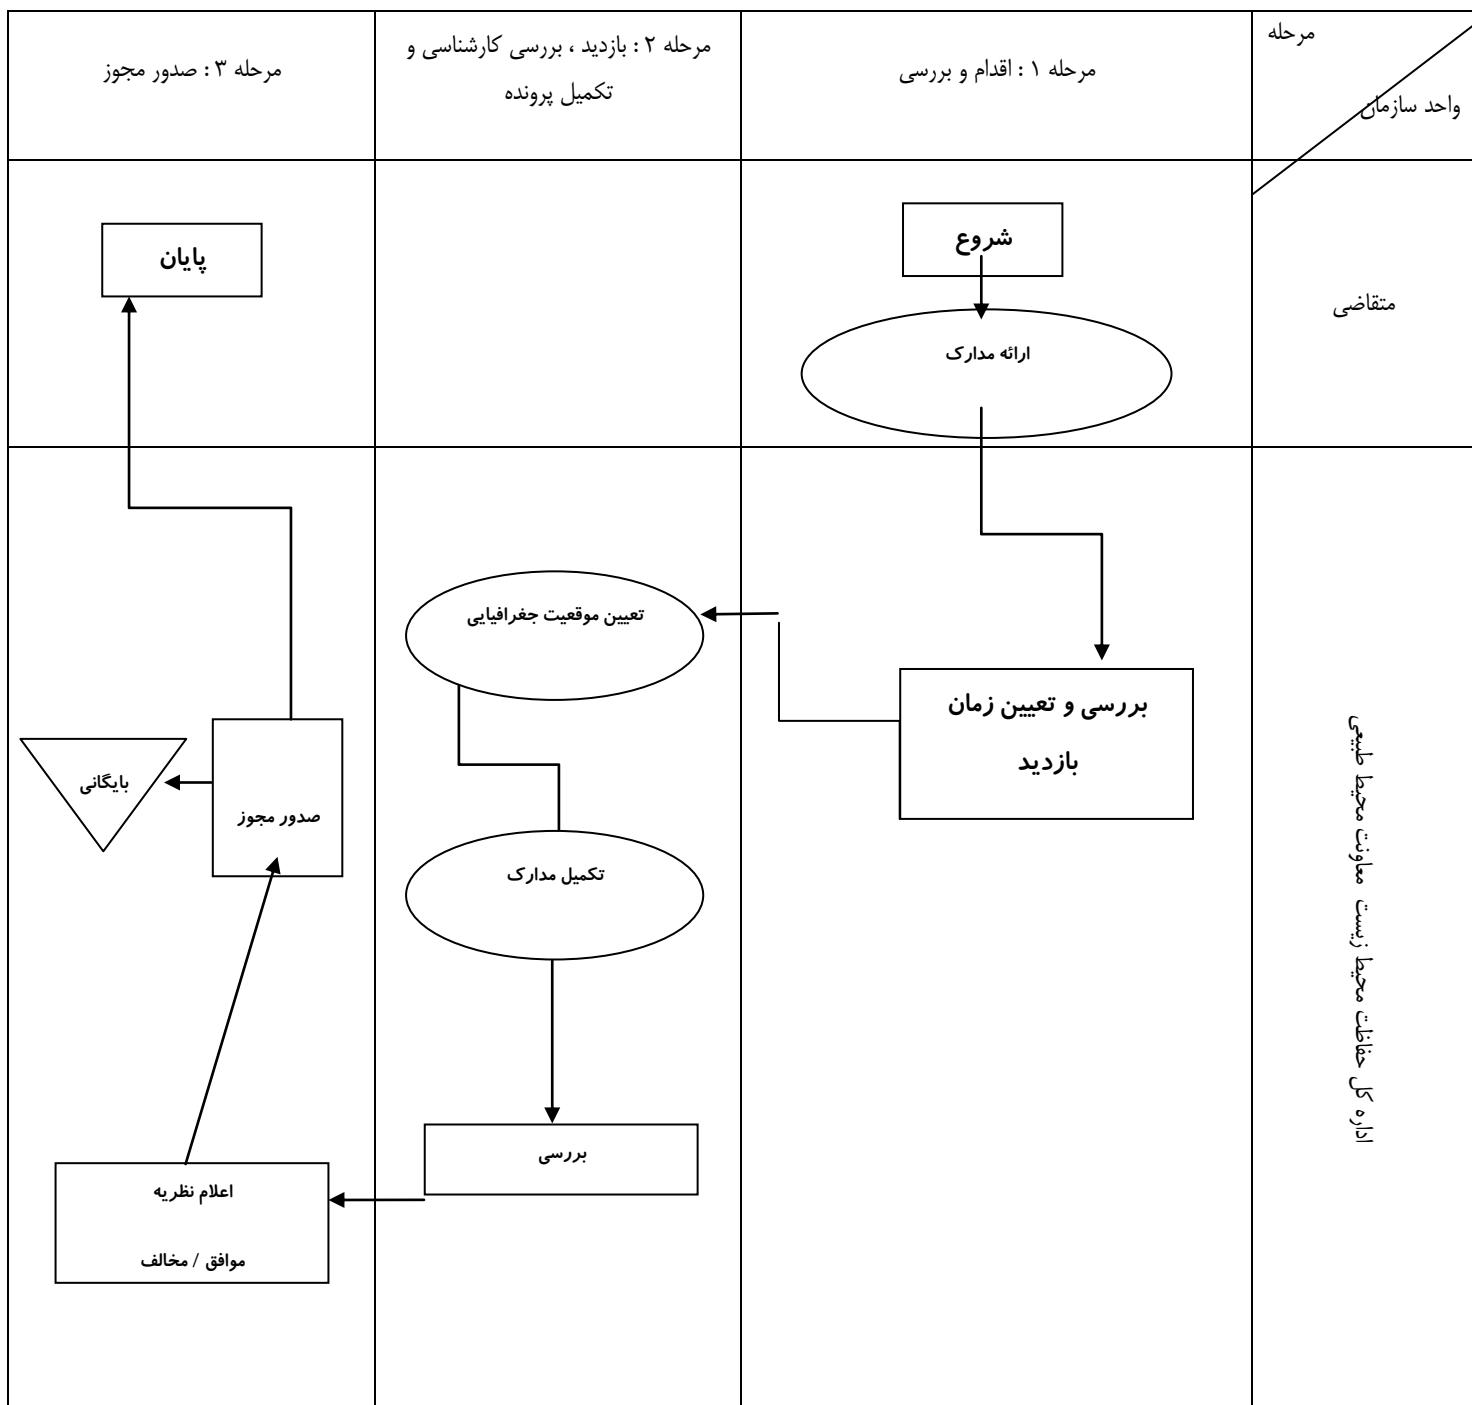 مرحله
واحد سازمان
مرحله ۱ : اقدام و بررسی
مرحله ۲ : بازدید ، بررسی کارشناسی و
تکمیل پرونده
مرحله ۳ : صدور مجوز
متقاضی
شروع
ارائه مدارک
پایان
اداره کل حفاظت محیط زیست معاونت محیط طبیعی
بررسی و تعیین زمان
بازدید
تعیین موقعیت جغرافیایی
تکمیل مدارک
بررسی
صدور مجوز
بایگانی
اعلام نظریه
موافق / مخالف